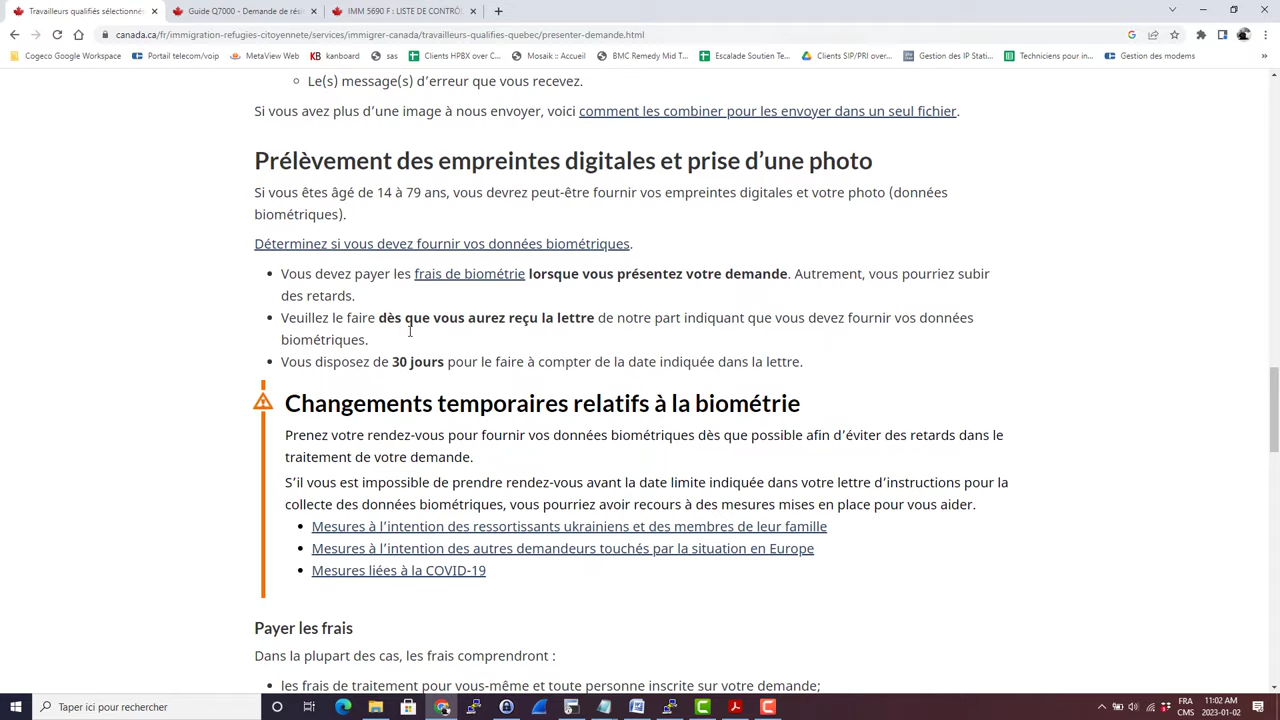 Travailleurs qualifiés sélectionné
Guide Q7000 - Demande de rési
IMM 5690 F : LISTE DE CONTRÔ
canada.ca/fr/immigration-refugies-citoyennete/services/immigrer-canada/travailleurs-qualifies-quebec/presenter-demande.html
Cogeco Workspace
Portail telecom/voip
MetaView Web
KB kanboard
sas
Clients HPBX over C...
Mosaik :: Accueil
BMC Remedy Mid T...
Escalade Soutien Te...
Clients SIP/PRI over...
Gestion des IP Stati...
Techniciens pour in...
Gestion des modems
»
Le(s) message(s) d’erreur que vous recevez.
Si vous avez plus d’une image à nous envoyer, voici comment les combiner pour les envoyer dans un seul fichier.
Prélèvement des empreintes digitales et prise d’une photo
Si vous êtes âgé de 14 à 79 ans, vous devrez peut-être fournir vos empreintes digitales et votre photo (données
biométriques).
Déterminez si vous devez fournir vos données biométriques.
• Vous devez payer les frais de biométrie lorsque vous présentez votre demande. Autrement, vous pourriez subir
des retards.
• Veuillez le faire dès que vous aurez reçu la lettre de notre part indiquant que vous devez fournir vos données
biométriques.
• Vous disposez de 30 jours pour le faire à compter de la date indiquée dans la lettre.
Changements temporaires relatifs à la biométrie
Prenez votre rendez-vous pour fournir vos données biométriques dès que possible afin d’éviter des retards dans le
traitement de votre demande.
S’il vous est impossible de prendre rendez-vous avant la date limite indiquée dans votre lettre d’instructions pour la
collecte des données biométriques, vous pourriez avoir recours à des mesures mises en place pour vous aider.
• Mesures à l’intention des ressortissants ukrainiens et des membres de leur famille
• Mesures à l’intention des autres demandeurs touchés par la situation en Europe
• Mesures liées à la COVID-19
Payer les frais
Dans la plupart des cas, les frais comprendront :
• les frais de traitement pour vous-même et toute personne inscrite sur votre demande;
Taper ici pour rechercher
FRA
CMS
11:02 AM
2023-01-02